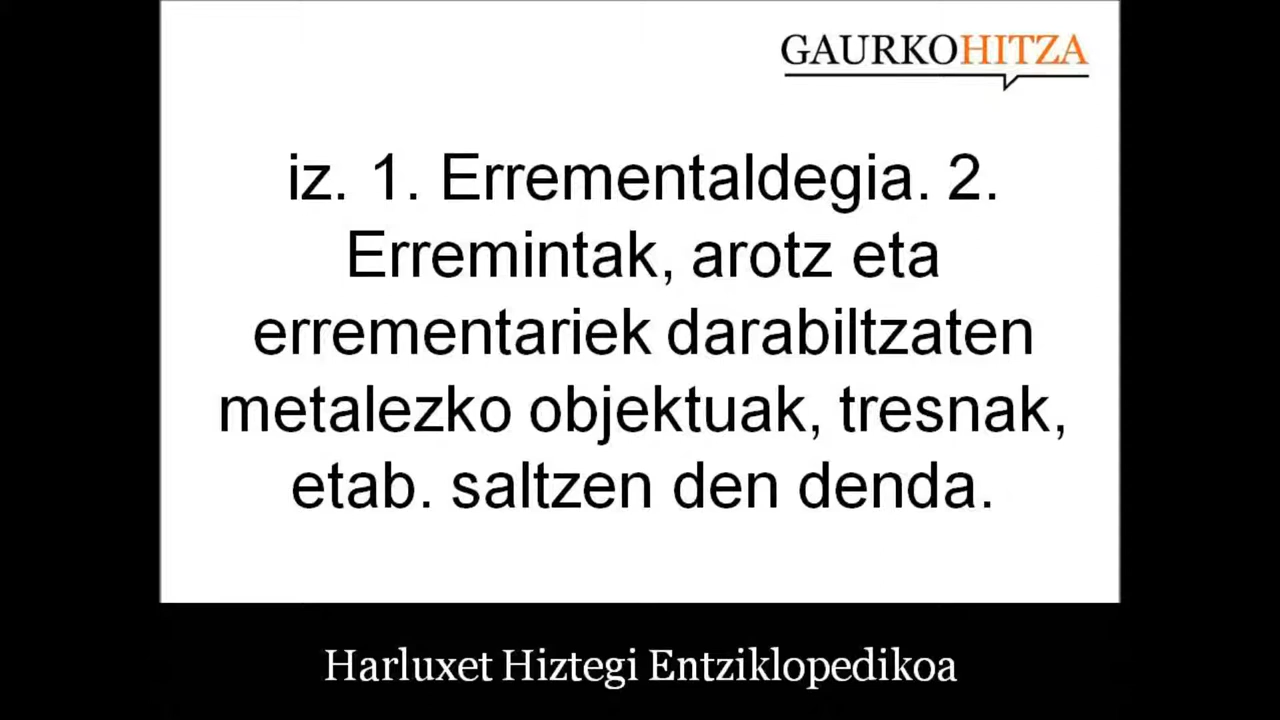 GAURKOHITZA
iz. 1. Errementaldegia. 2.
Erremintak, arotz eta
errementariek darabiltzaten
metalezko objektuak, tresnak,
etab. saltzen den denda.
Harluxet Hiztegi Entziklopedikoa